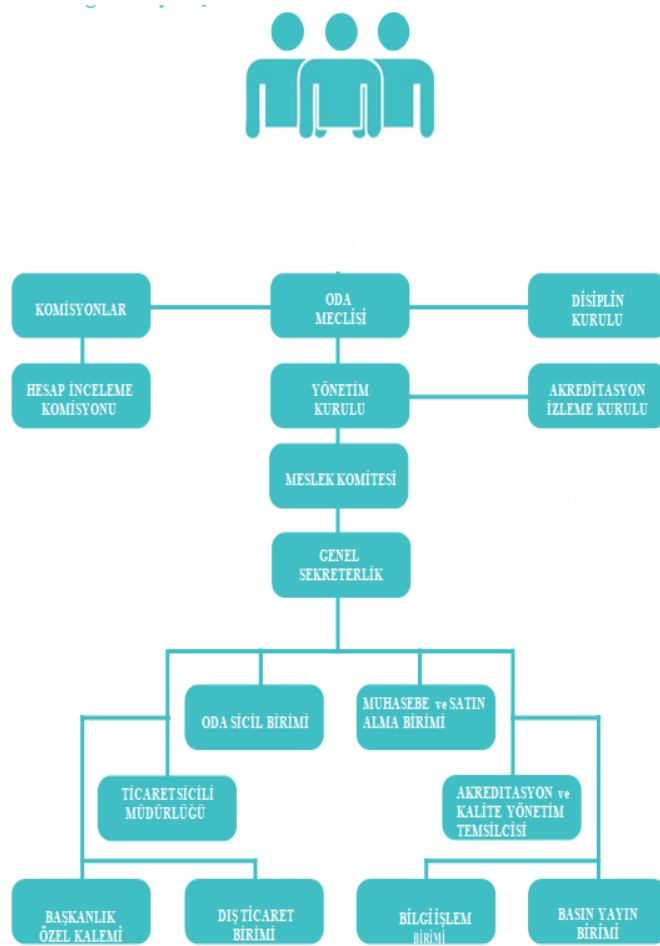 KOMİSYONLAR
ODA
MECLİSİ
DİSİPLİN
KURULU
HESAP İNCELEME
KOMİSYONU
YÖNETİM
KURULU
AKREDİTASYON
İZLEME KURULU
MESLEK KOMİTESİ
GENEL
SEKRETERLİK
ODA SİCİL BİRİMİ
MUHASEBE ve SATIN
ALMA BİRİMİ
TİCARET SİCİLİ
MÜDÜRLÜĞÜ
AKREDITASYON ve
KALİTE YÖNETİM
TEMSİLCİSİ
BAŞKANLIK
ÖZEL KALEMİ
DIŞ TİCARET
BİRİMİ
BİLGİ İŞLEM
BİRİMİ
BASIN YAYIN
BİRİMİ